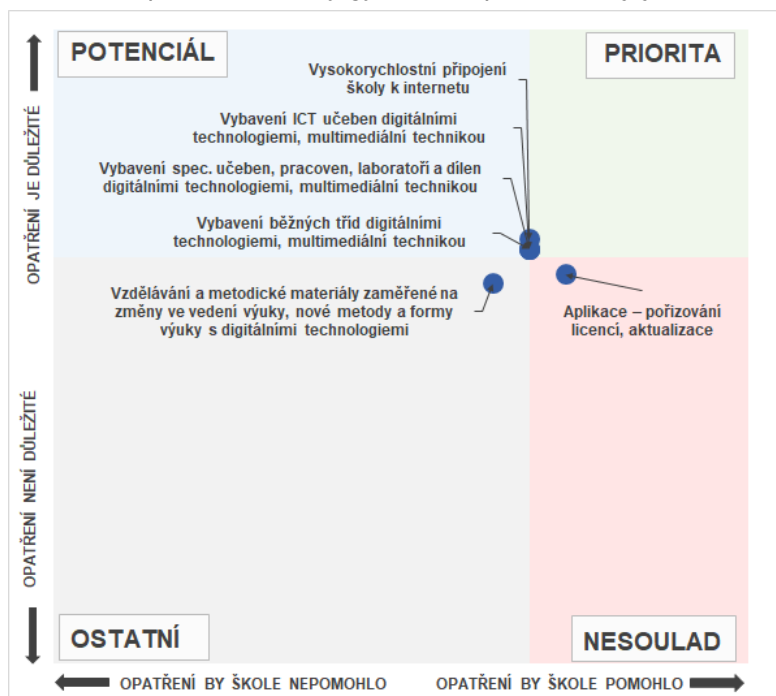 POTENCIÁL
PRIORITA
Vysokorychlostní připojení
školy k internetu
Vybavení ICT učeben digitálními
technologiemi, multimediální technikou
Vybavení spec. učeben, pracoven, laboratoří a dílen
digitálními technologiemi, multimediální technikou
Vybavení běžných tříd digitálními
technologiemi, multimediální technikou
Vzdělávání a metodické materiály zaměřené na
změny ve vedení výuky, nové metody a formy
výuky s digitálními technologiemi
Aplikace – pořizování
licencí, aktualizace
OPATŘENÍ JE DŮLEŽITÉ
OPATŘENÍ NENÍ DŮLEŽITÉ
OSTATNÍ
NESOULAD
OPATŘENÍ BY ŠKOLE NEPOMOHLO
OPATŘENÍ BY ŠKOLE POMOHLO